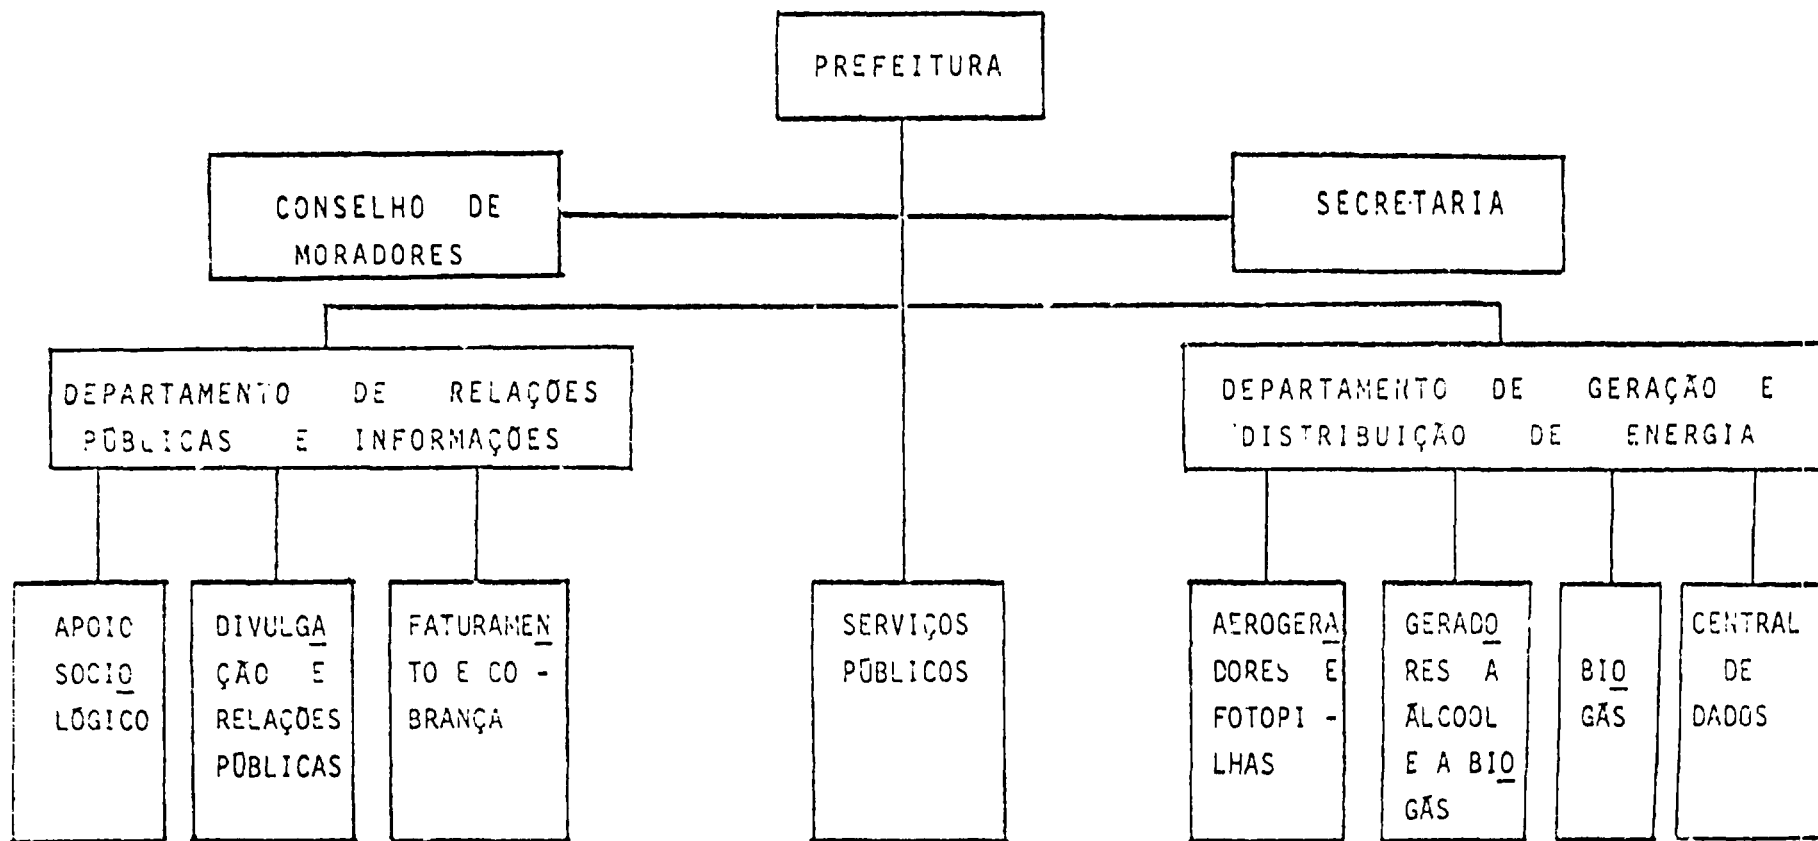 PREFEITURA
CONSELHO DE
MORADORES
SECRETARIA
DEPARTAMENTO DE RELAÇÕES
PÚBLICAS E INFORMAÇÕES
DEPARTAMENTO DE GERAÇÃO E
DISTRIBUIÇÃO DE ENERGIA
APOIO
SOCIO
LÓGICO
DIVULGA
ÇÃO E
RELAÇÕES
PÚBLICAS
FATURAMEN
TO E CO -
BRANÇA
SERVIÇOS
PÚBLICOS
AEROGERA
DORES E
FOTOPI -
LHAS
GERADO
RES A
ÁLCOOL
E A BIO
GÁS
BIO
GÁS
CENTRAL
DE
DADOS